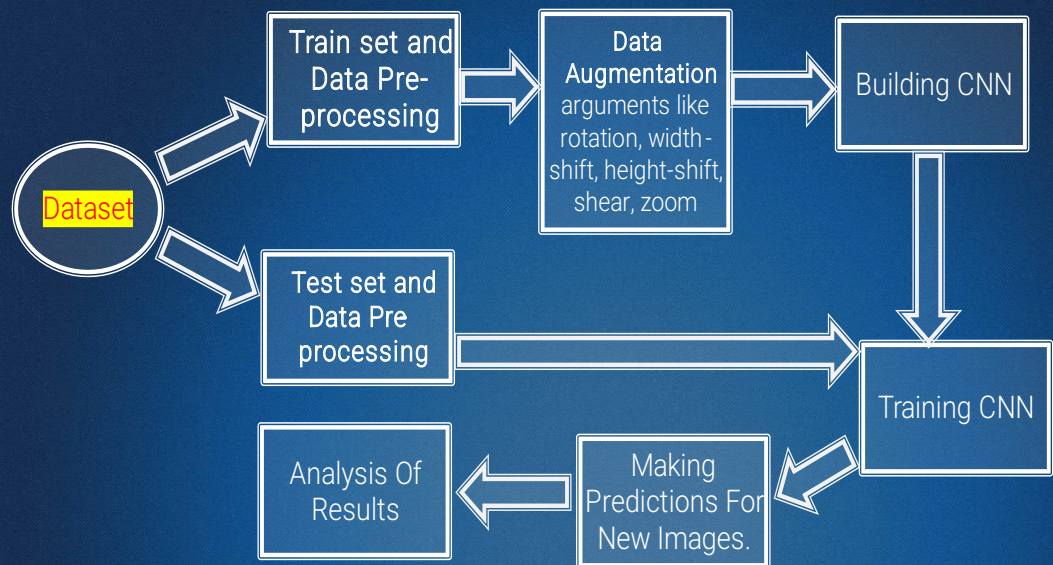 Dataset
Train set and
Data Pre-
processing
Data
Augmentation
arguments like
rotation, width-
shift, height-shift,
shear, zoom
Building CNN
Test set and
Data Pre
processing
Training CNN
Making
Predictions For
New Images.
Analysis Of
Results